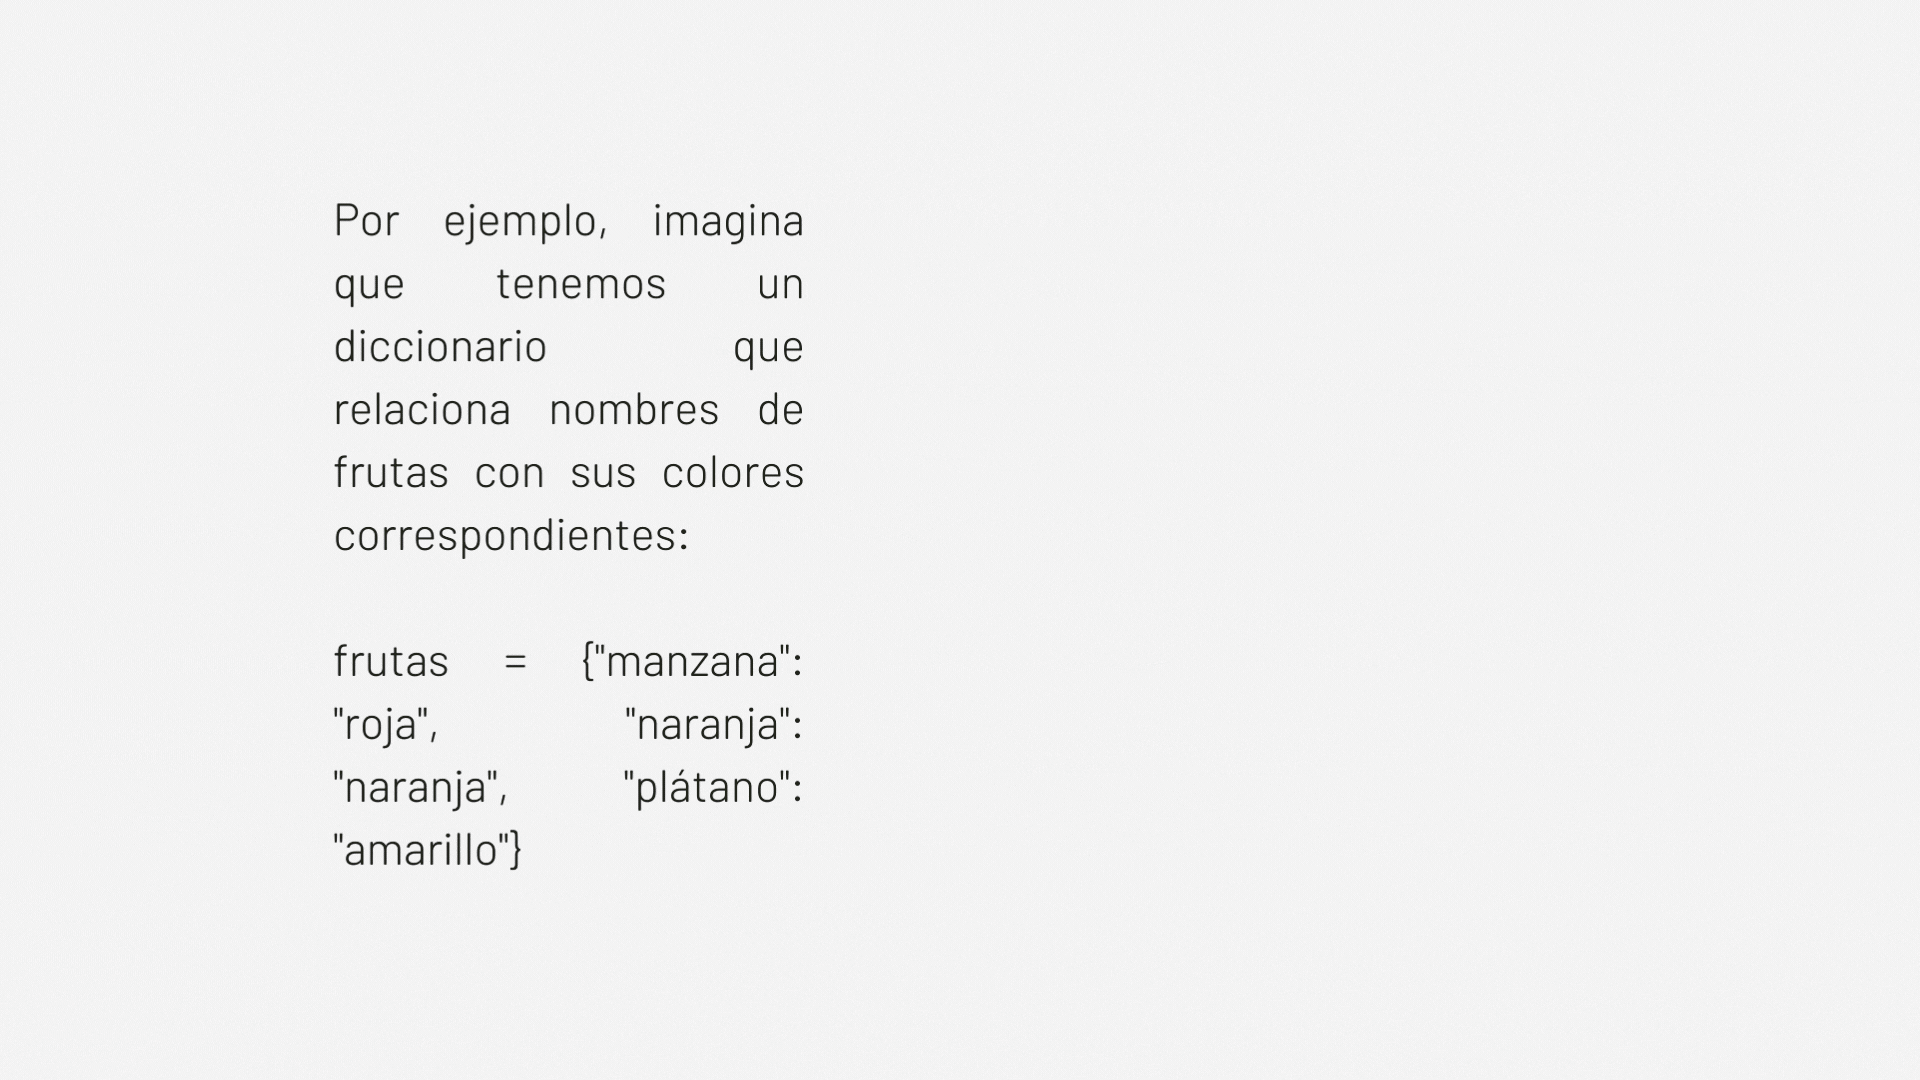 Por ejemplo, imagina
que tenemos un
diccionario que
relaciona nombres de
frutas con sus colores
correspondientes:
frutas = {"manzana":
"roja", "naranja":
"naranja", "plátano":
"amarillo"}